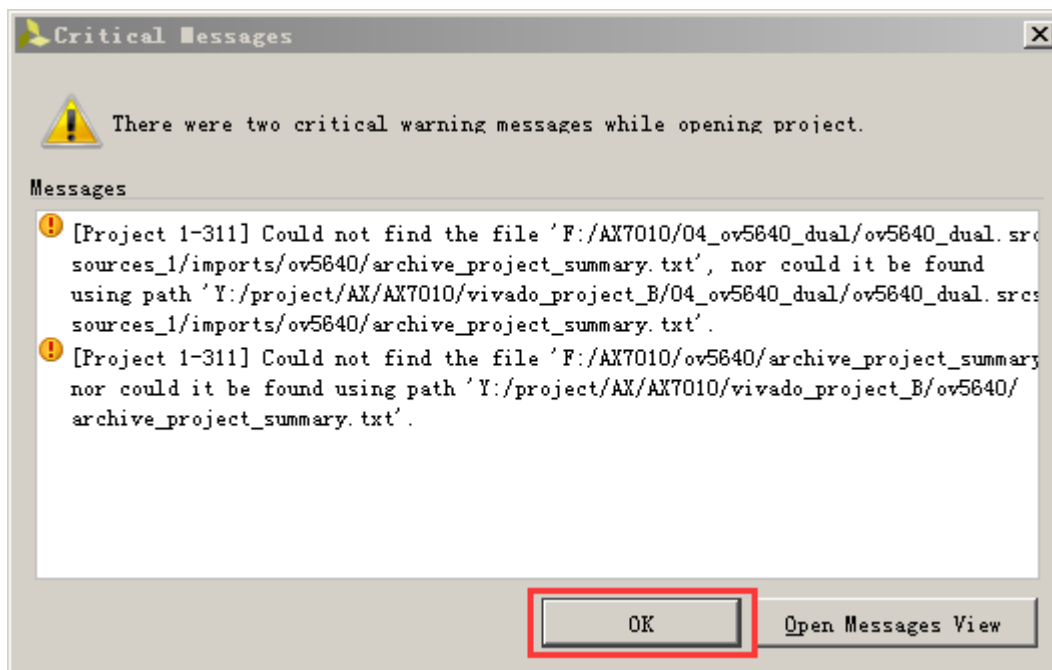 Critical Messages
There were two critical warning messages while opening project.
Messages
[Project 1-311] Could not find the file 'F:/AX7010/04_ov5640_dual/ov5640_dual.src
sources_1/imports/ov5640/archive_project_summary.txt', nor could it be found
using path 'Y:/project/AX/AX7010/vivado_project_B/04_ov5640_dual/ov5640_dual.srcs
sources_1/imports/ov5640/archive_project_summary.txt'.
[Project 1-311] Could not find the file 'F:/AX7010/ov5640/archive_project_summary
nor could it be found using path 'Y:/project/AX/AX7010/vivado_project_B/ov5640/
archive_project_summary.txt'.
OK
Open Messages View